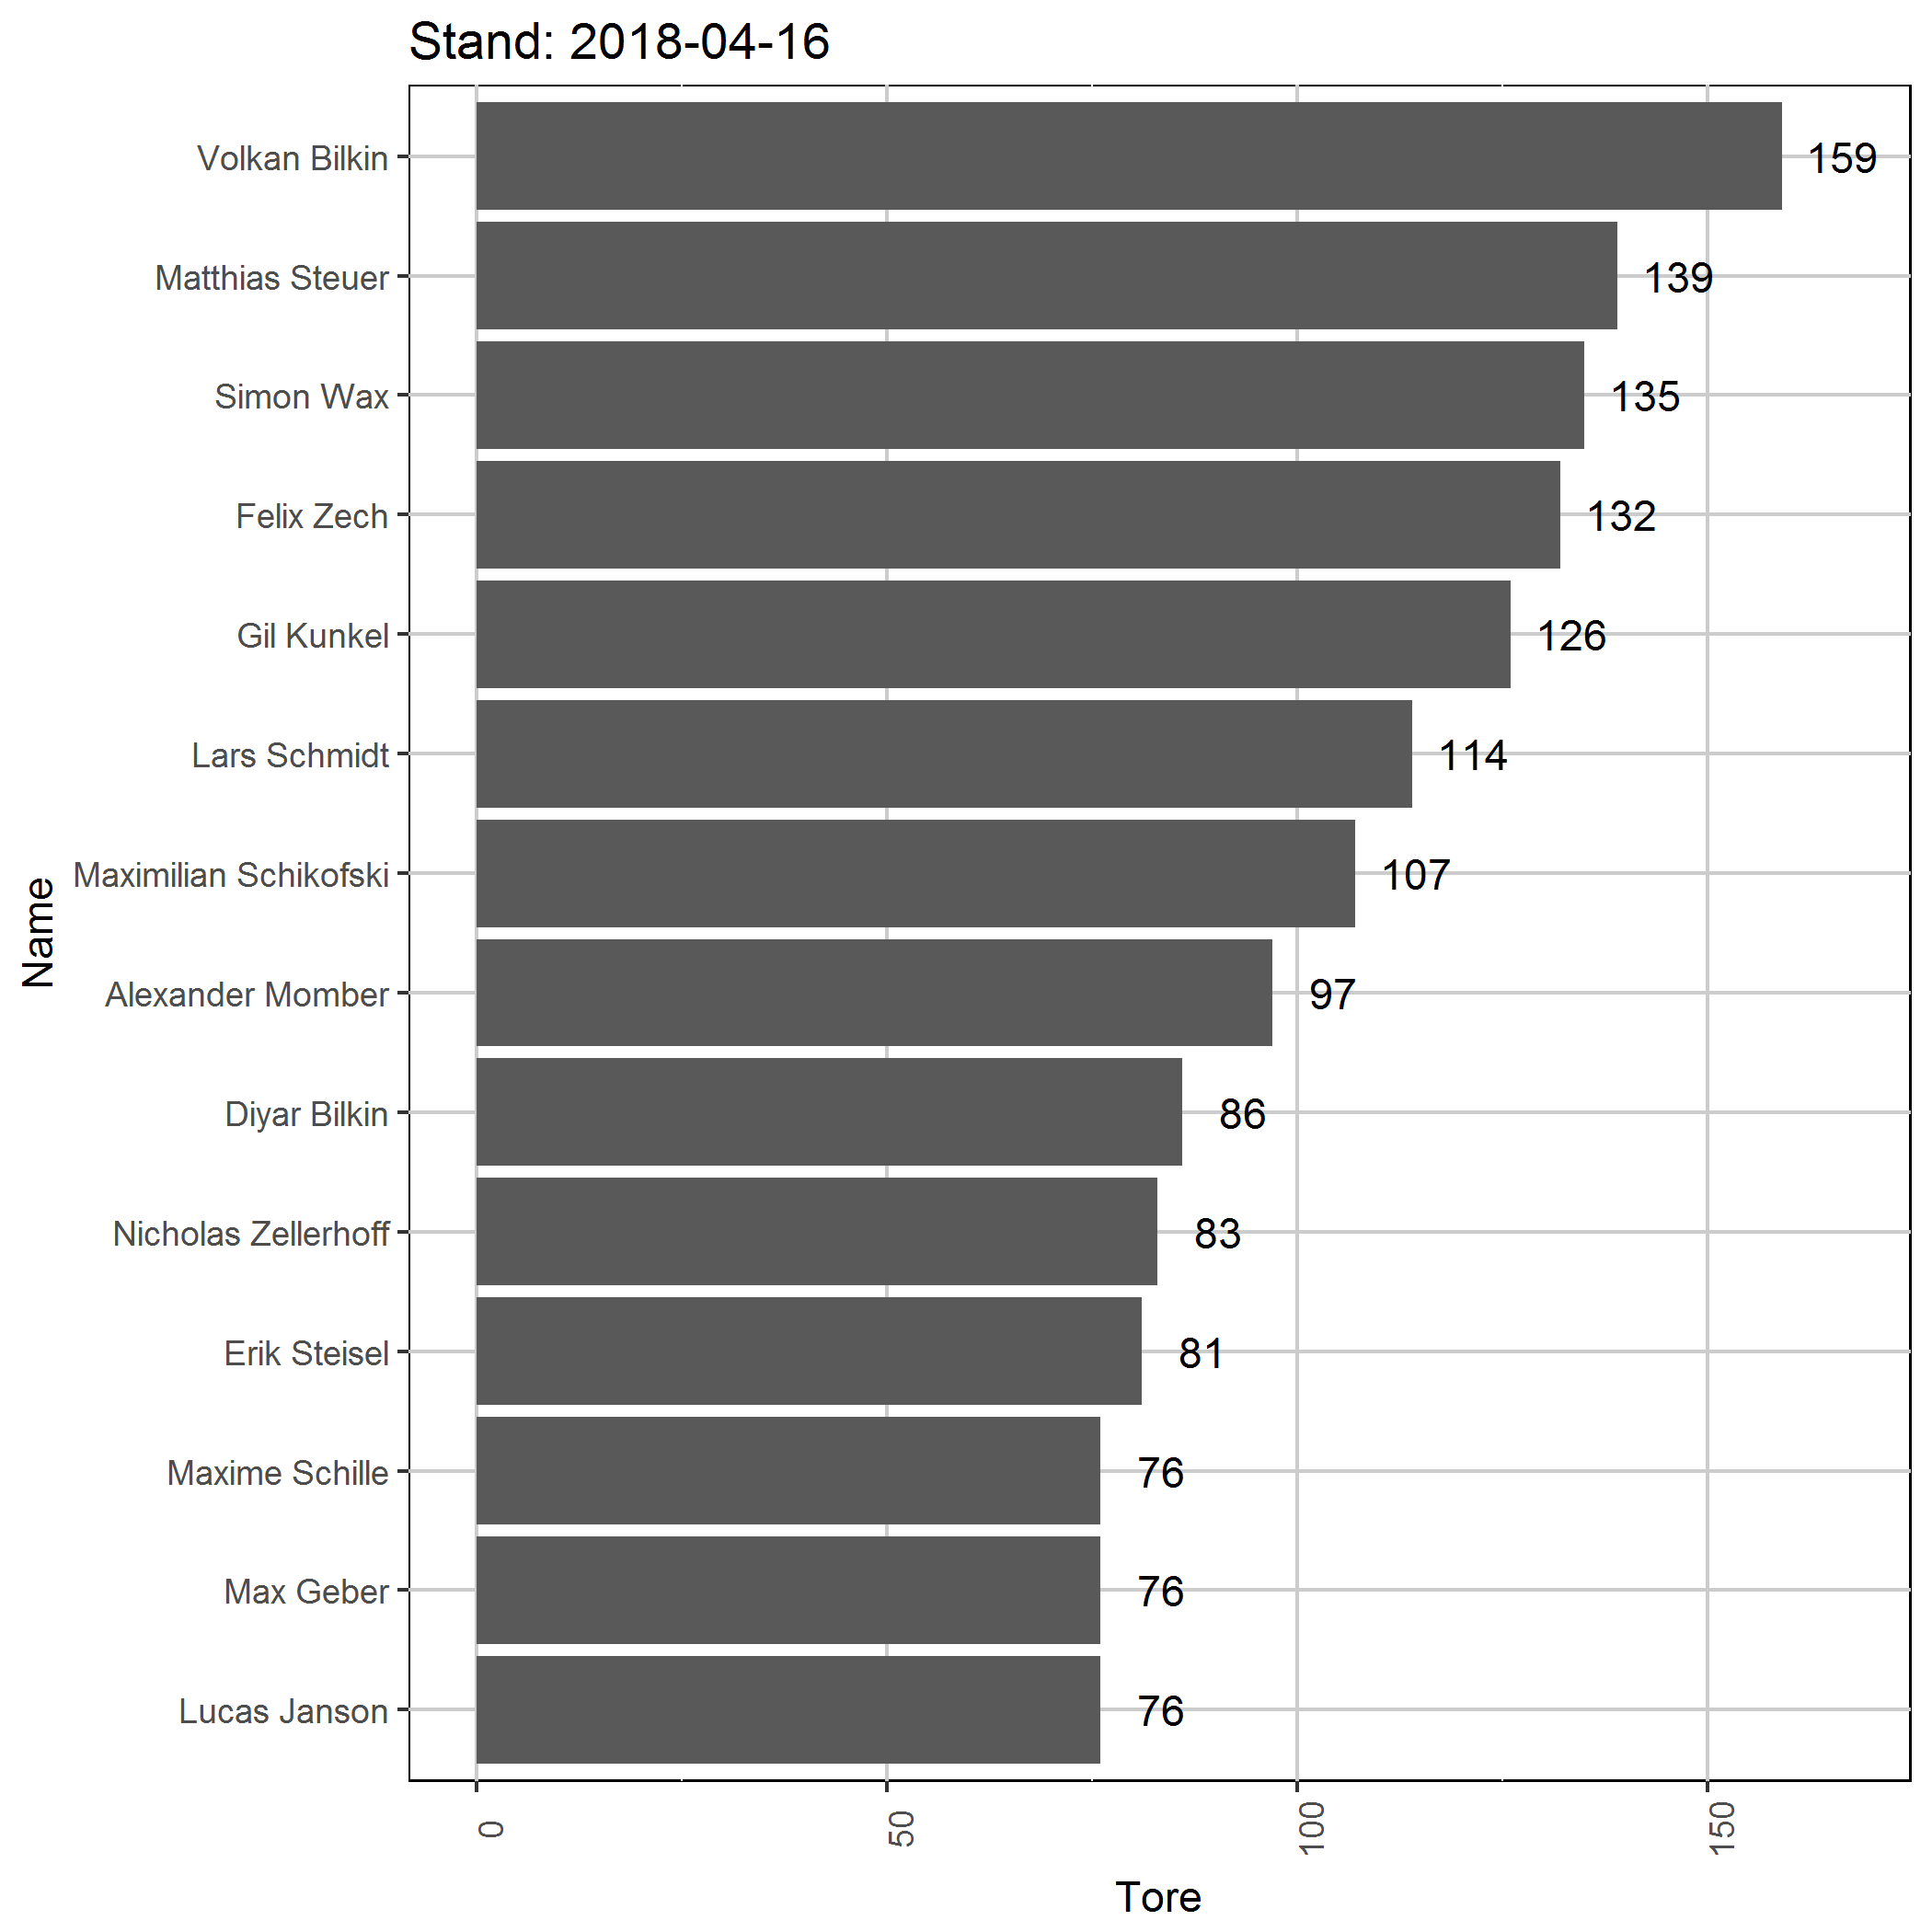 Stand: 2018-04-16
Volkan Bilkin 159
Matthias Steuer 139
Simon Wax 135
Felix Zech 132
Gil Kunkel 126
Lars Schmidt 114
Maximilian Schikofski 107
Name
Alexander Momber 97
Diyar Bilkin 86
Nicholas Zellerhoff 83
Erik Steisel 81
Maxime Schille 76
Max Geber 76
Lucas Janson 76
0 50 100 150
Tore